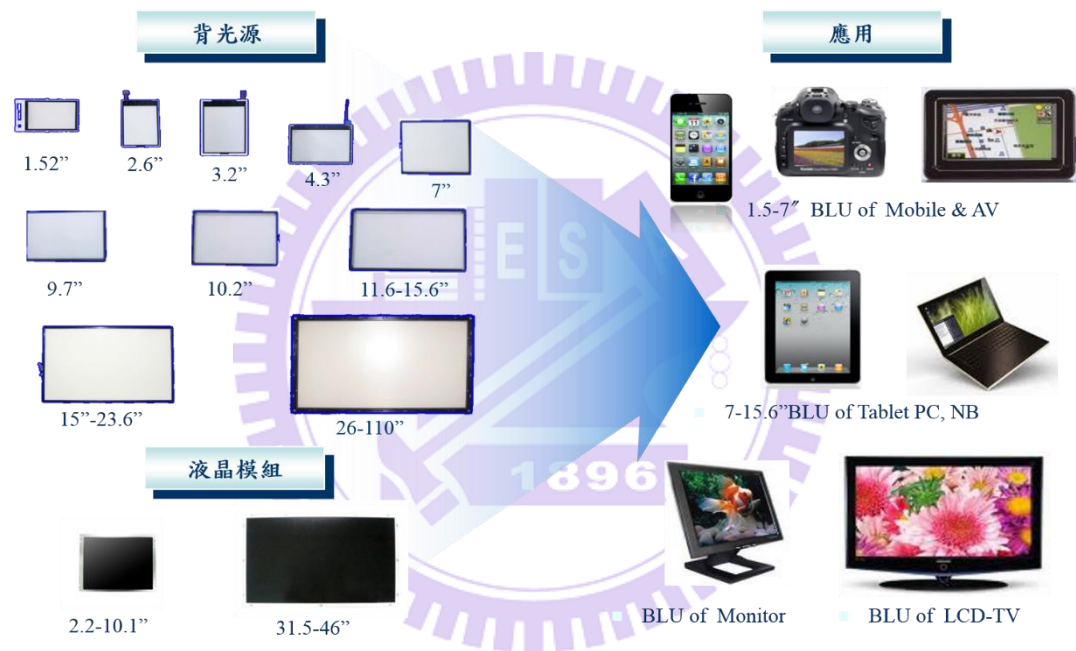 背光源
1.52”
2.6”
3.2”
4.3”
7”
9.7”
10.2”
11.6-15.6”
15”-23.6”
26-110”
液晶模組
2.2-10.1”
31.5-46”
應用
1.5-7″ BLU of Mobile & AV
7-15.6”BLU of Tablet PC, NB
BLU of Monitor
BLU of LCD-TV
E S
1896